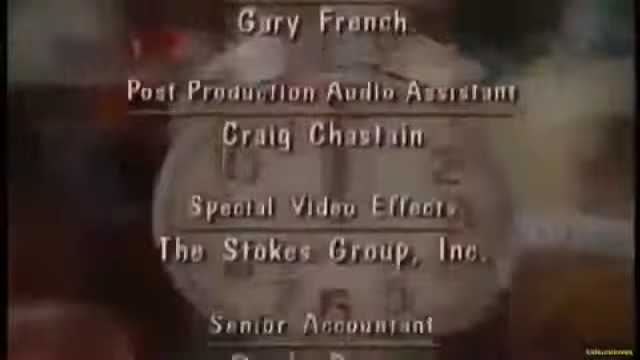 Gary French
Post Production Audio Assistant
Craig Chastain
Special Video Effects
The Stokes Group, Inc.
Senior Accountant